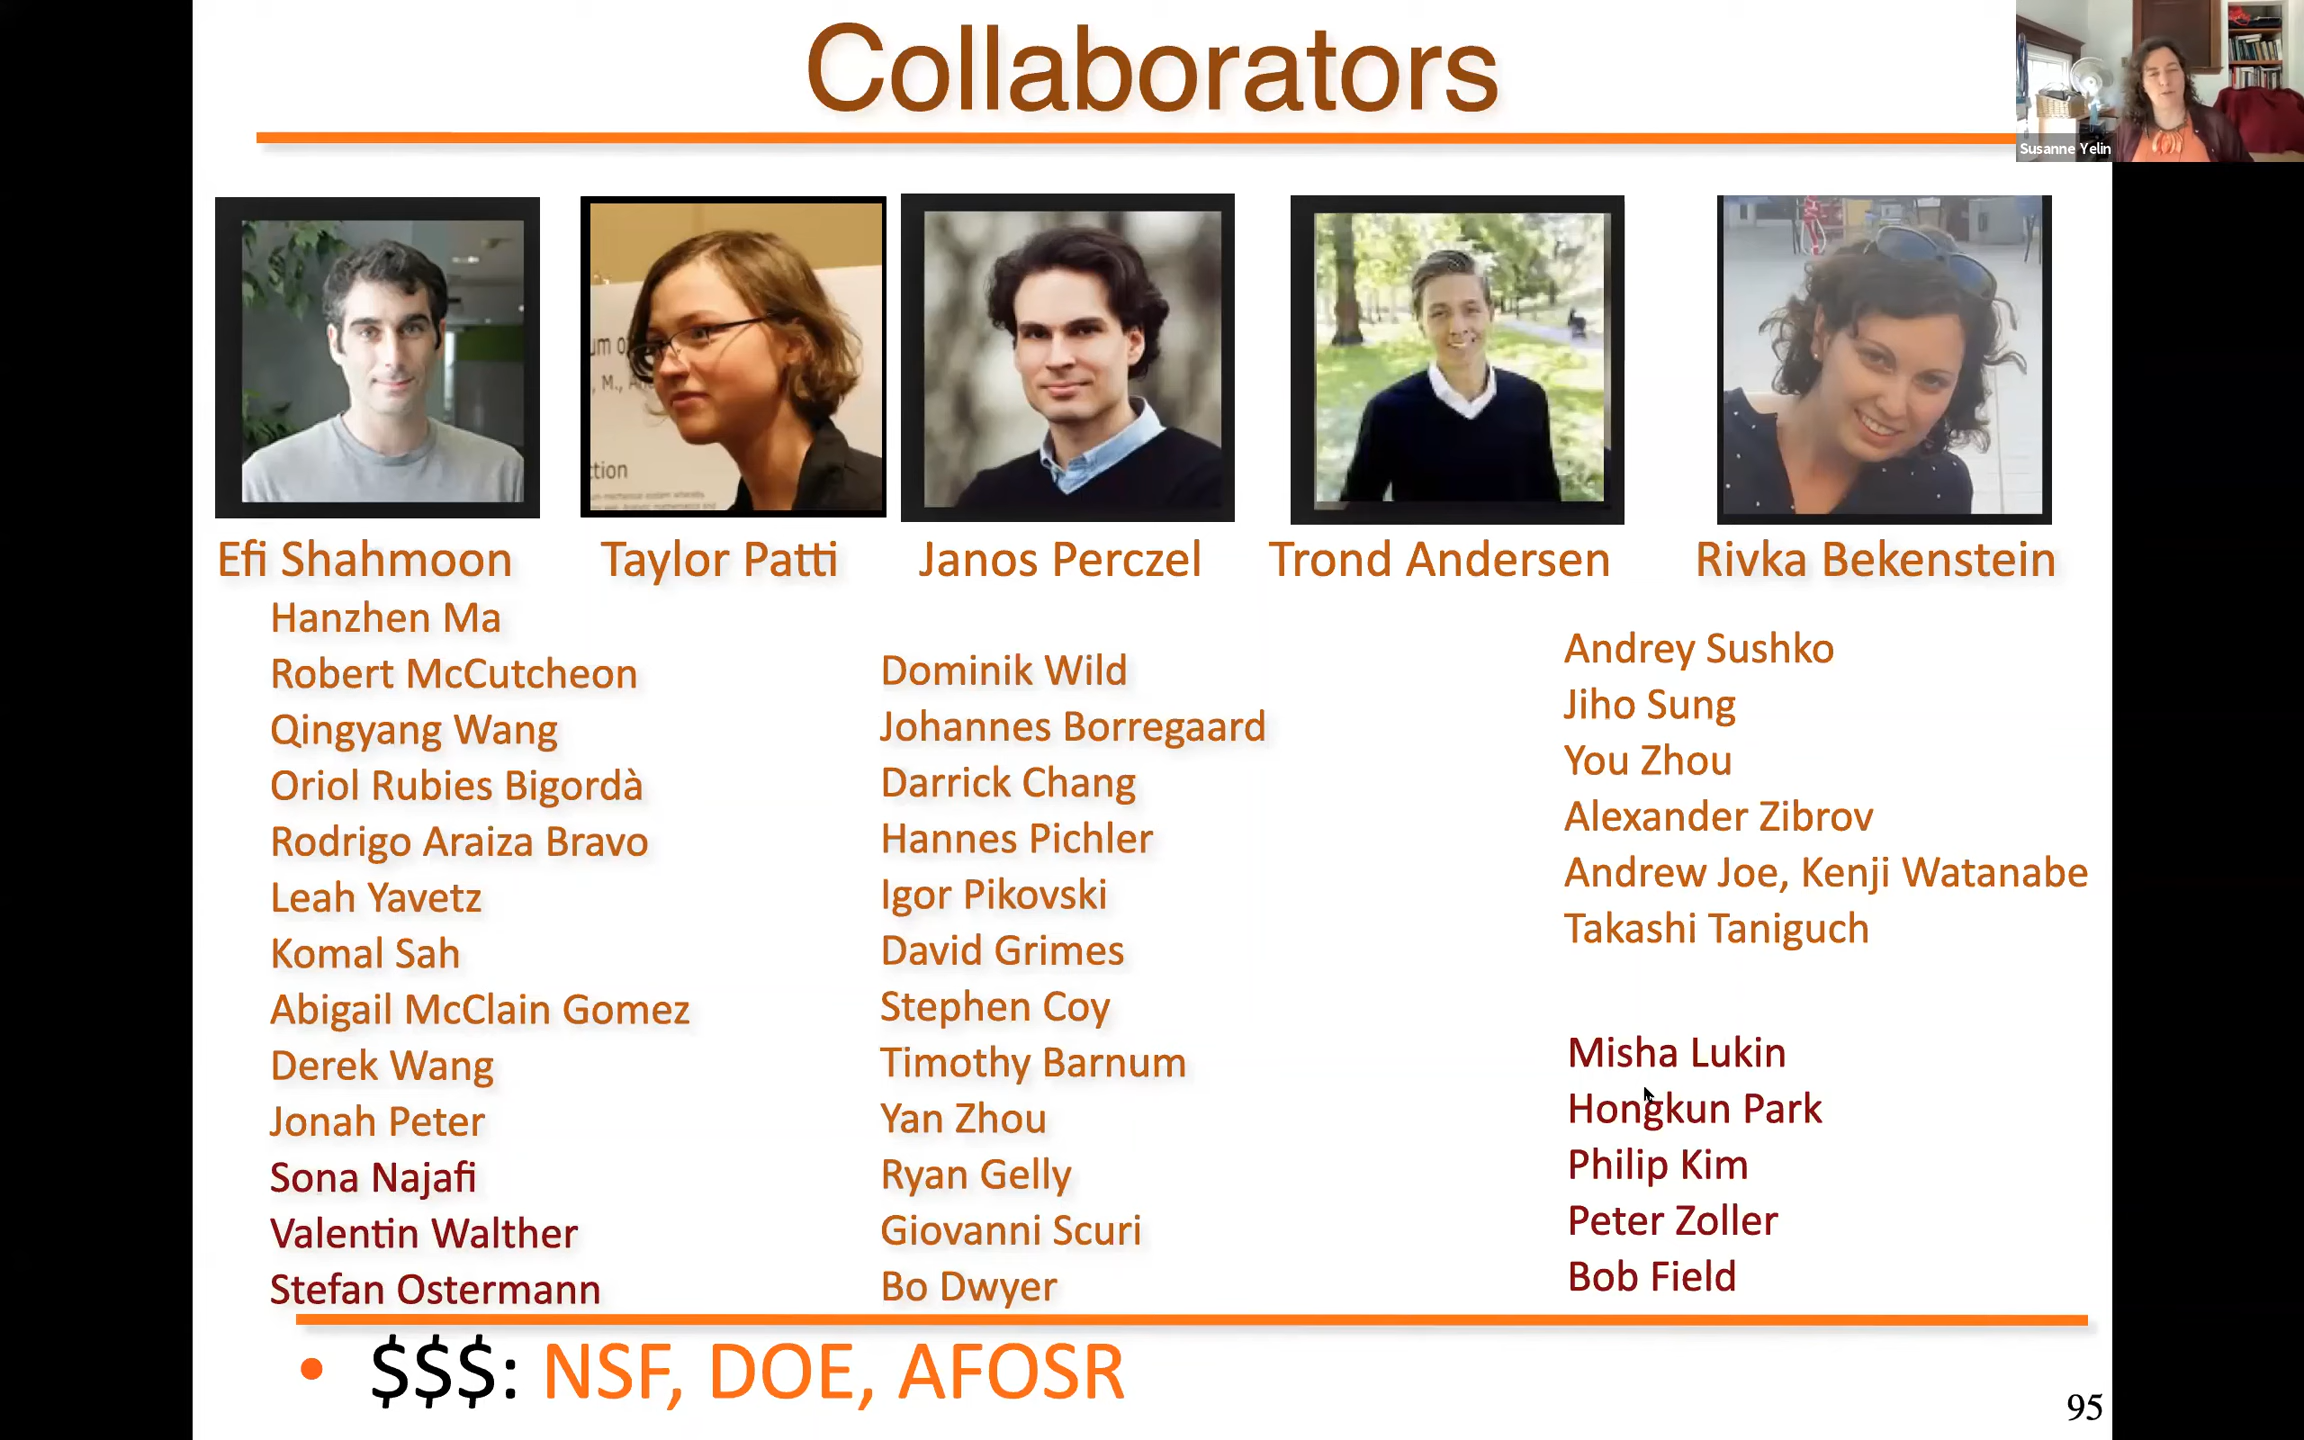 Collaborators
Susanne Yelin
um of
, M., An
ction
Efi Shahmoon
Taylor Patti
Janos Perczel
Trond Andersen
Rivka Bekenstein
Hanzhen Ma
Robert McCutcheon
Qingyang Wang
Oriol Rubies Bigordà
Rodrigo Araiza Bravo
Leah Yavetz
Komal Sah
Abigail McClain Gomez
Derek Wang
Jonah Peter
Sona Najafi
Valentin Walther
Stefan Ostermann
Dominik Wild
Johannes Borregaard
Darrick Chang
Hannes Pichler
Igor Pikovski
David Grimes
Stephen Coy
Timothy Barnum
Yan Zhou
Ryan Gelly
Giovanni Scuri
Bo Dwyer
Andrey Sushko
Jiho Sung
You Zhou
Alexander Zibrov
Andrew Joe, Kenji Watanabe
Takashi Taniguch
Misha Lukin
Hongkun Park
Philip Kim
Peter Zoller
Bob Field
• $$$: NSF, DOE, AFOSR
95